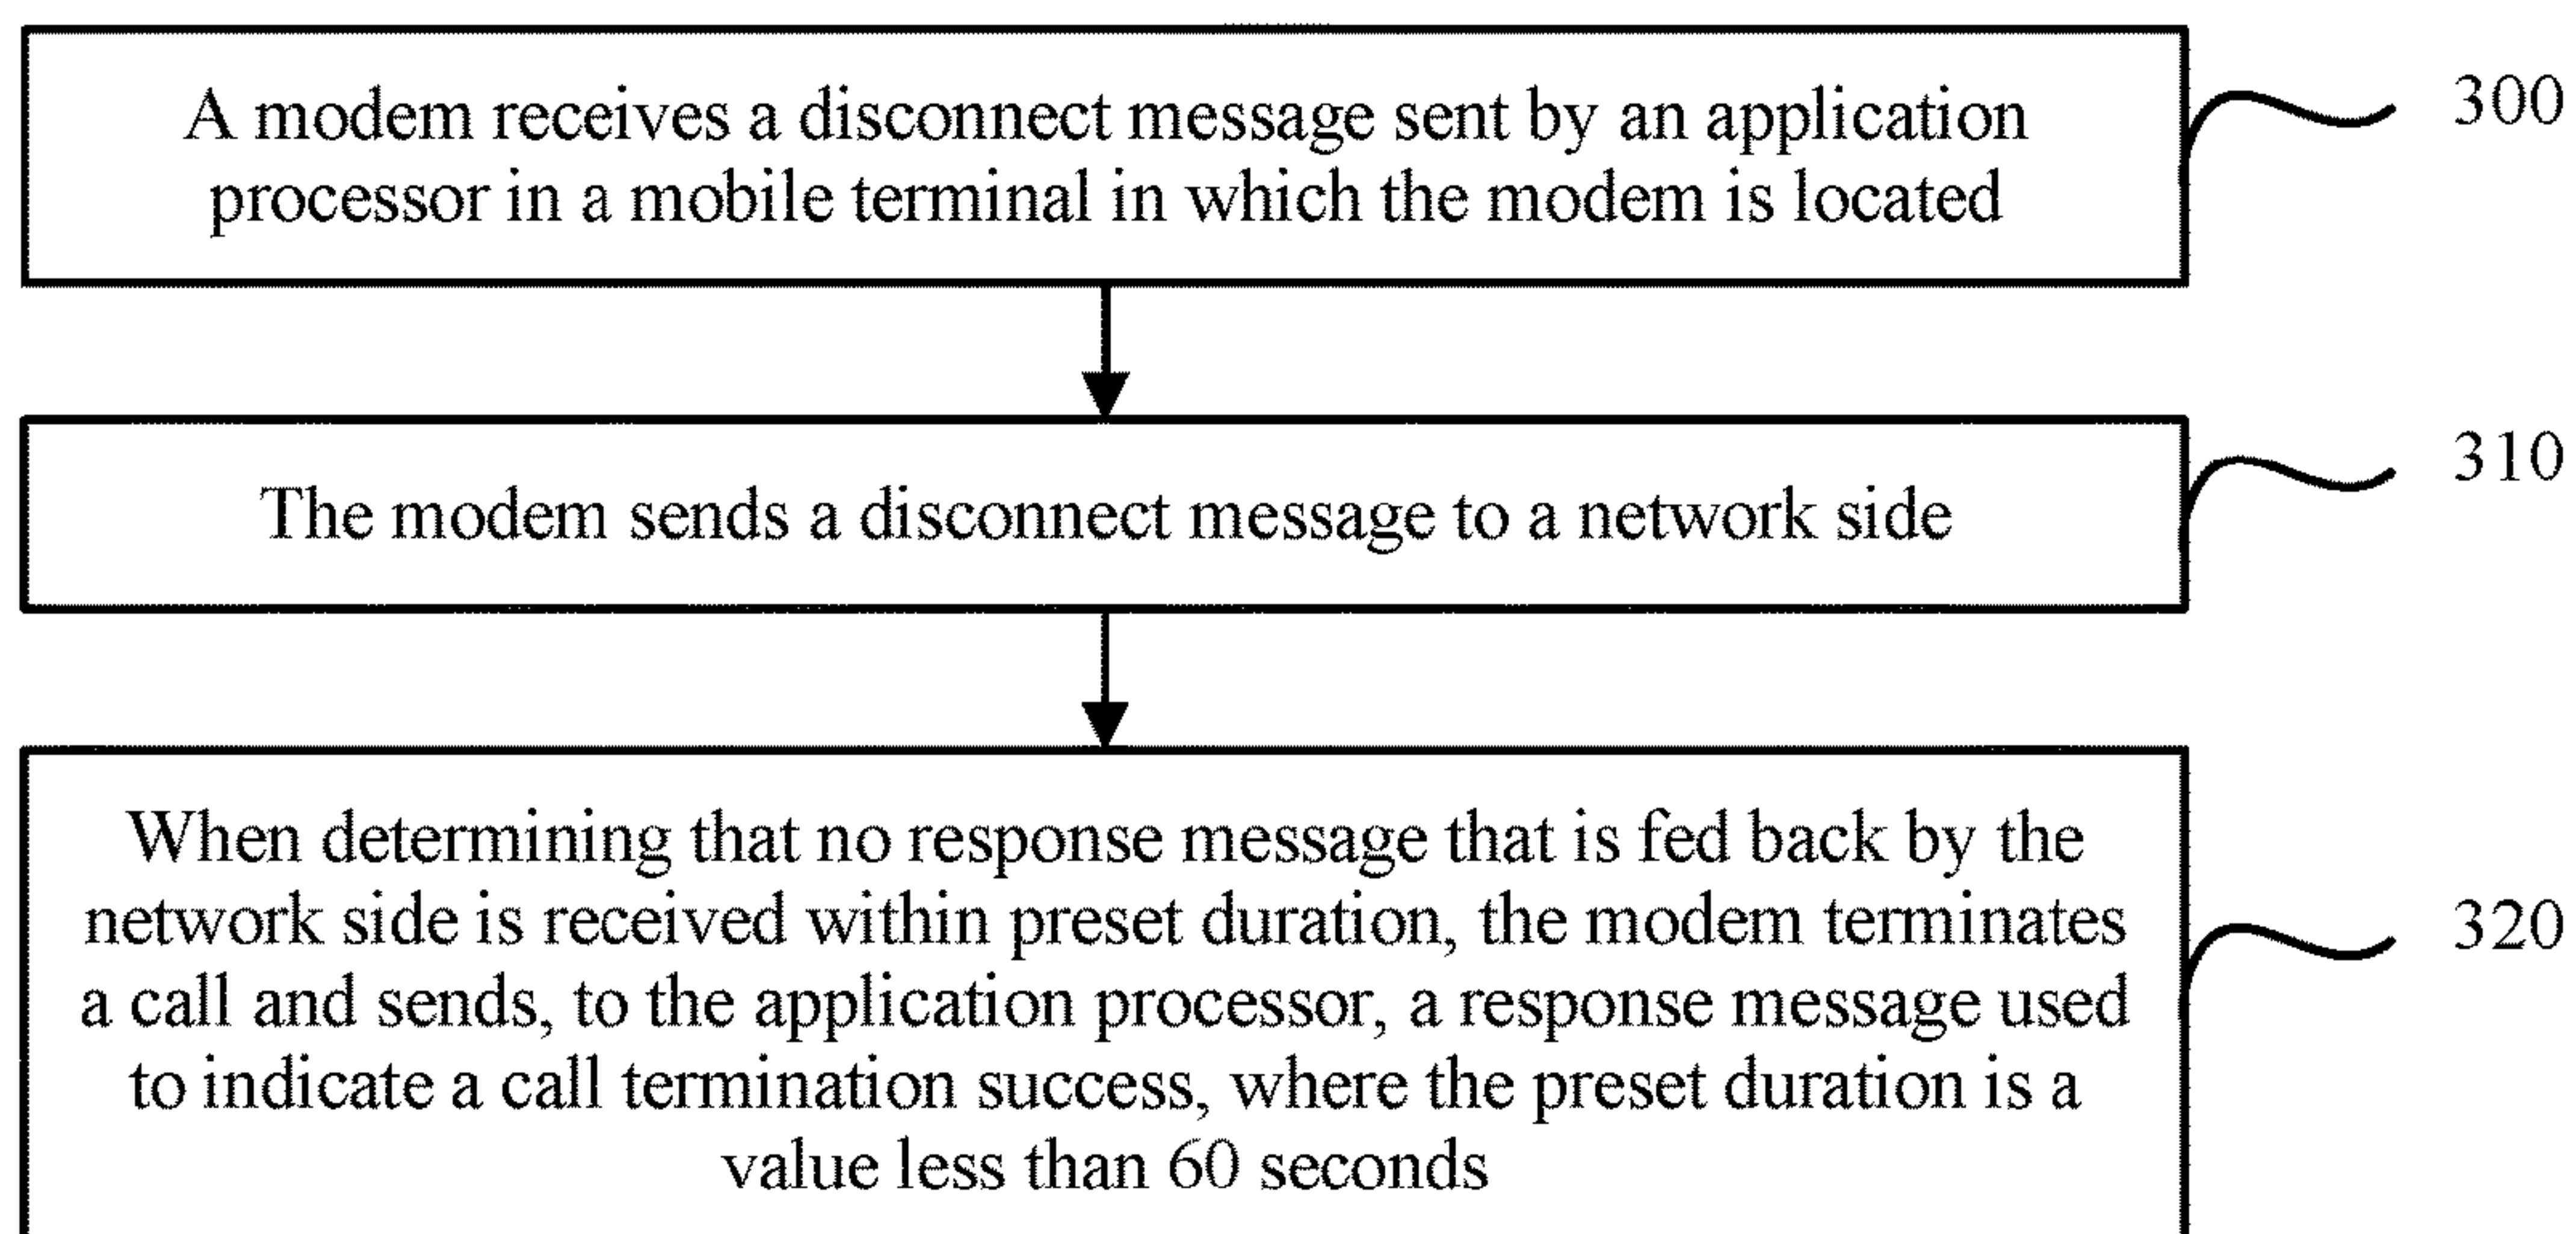 A modem receives a disconnect message sent by an application
processor in a mobile terminal in which the modem is located
300
The modem sends a disconnect message to a network side
310
When determining that no response message that is fed back by the
network side is received within preset duration, the modem terminates
a call and sends, to the application processor, a response message used
to indicate a call termination success, where the preset duration is a
value less than 60 seconds
320